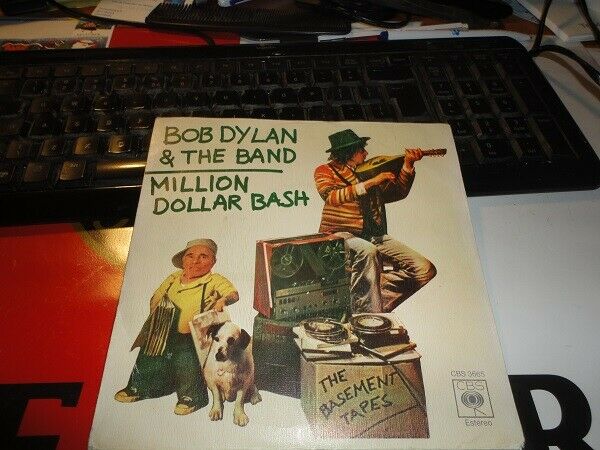 BOB DYLAN
& THE BAND
MILLION
DOLLAR BASH
THE
BASEMENT
TAPES
CBS 3665
CBS
Estereo